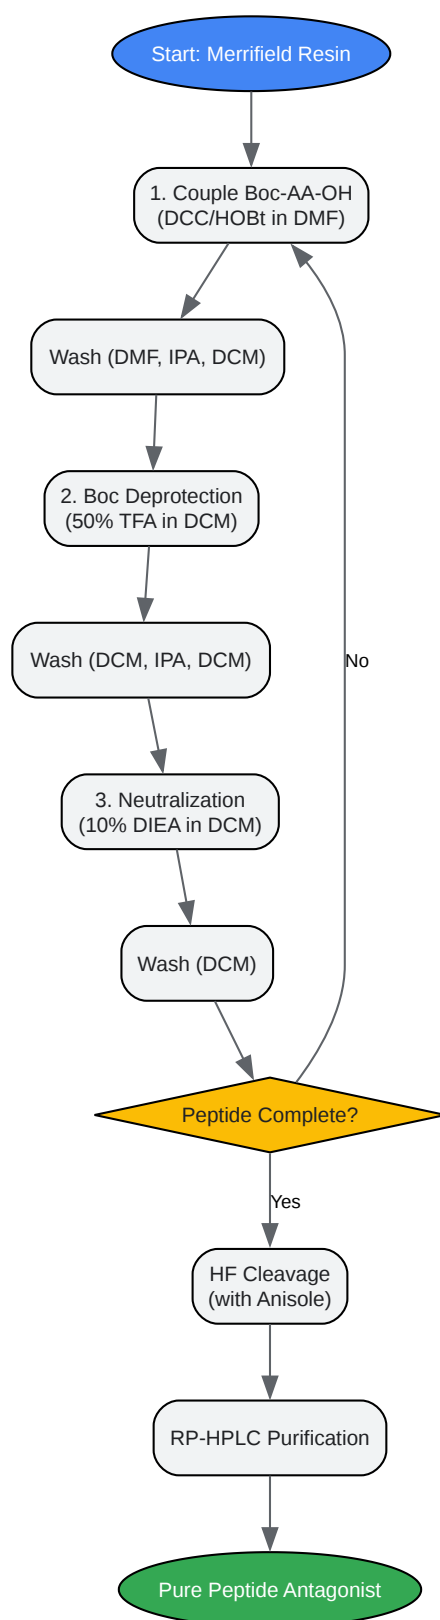 Start: Merrifield Resin
1. Couple Boc-AA-OH
(DCC/HOBt in DMF)
Wash (DMF, IPA, DCM)
2. Boc Deprotection
(50% TFA in DCM)
Wash (DCM, IPA, DCM)
No
3. Neutralization
(10% DIEA in DCM)
Wash (DCM)
Peptide Complete?
Yes
HF Cleavage
(with Anisole)
RP-HPLC Purification
Pure Peptide Antagonist